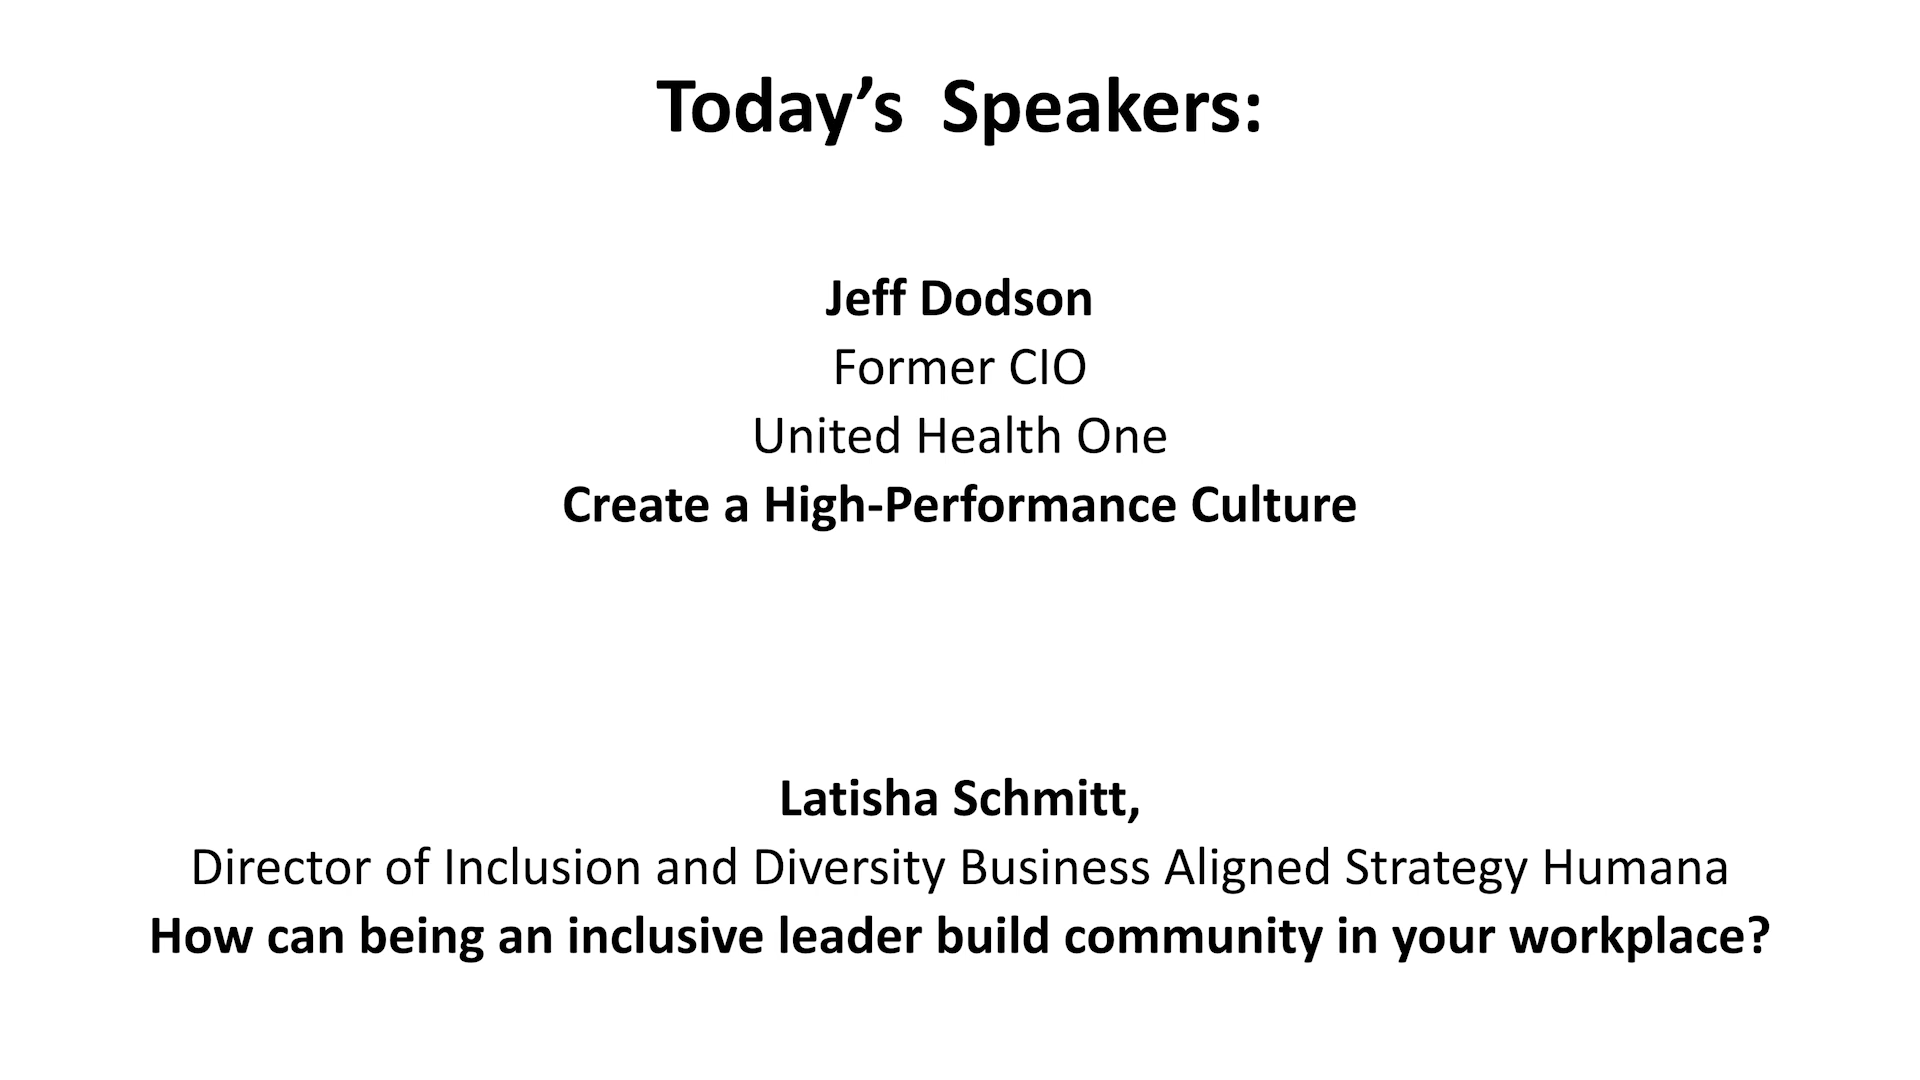 Today’s  Speakers:
Jeff Dodson
Former CIO
United Health One
Create a High-Performance Culture
Latisha Schmitt,
Director of Inclusion and Diversity Business Aligned Strategy Humana
How can being an inclusive leader build community in your workplace?